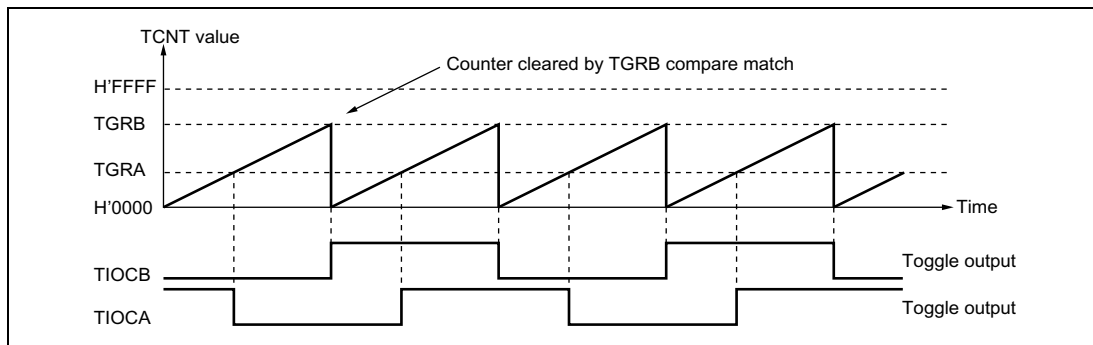 TCNT value
Counter cleared by TGRB compare match
H'FFFF
TGRB
TGRA
H'0000
Time
TIOCB
Toggle output
TIOCA
Toggle output